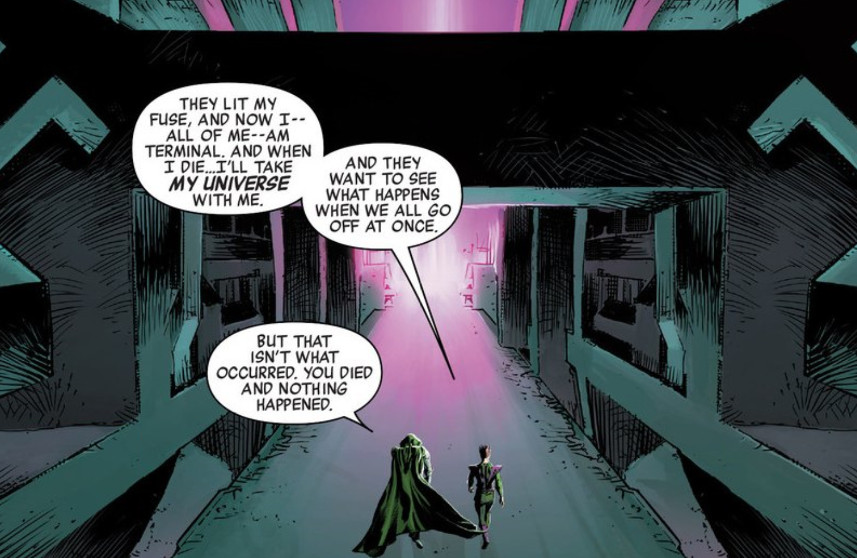 THEY LIT MY
FUSE, AND NOW I--
ALL OF ME--AM
TERMINAL. AND WHEN
I DIE...I'LL TAKE
MY UNIVERSE
WITH ME.
AND THEY
WANT TO SEE
WHAT HAPPENS
WHEN WE ALL GO
OFF AT ONCE.
BUT THAT
ISN'T WHAT
OCCURRED. YOU DIED
AND NOTHING
HAPPENED.